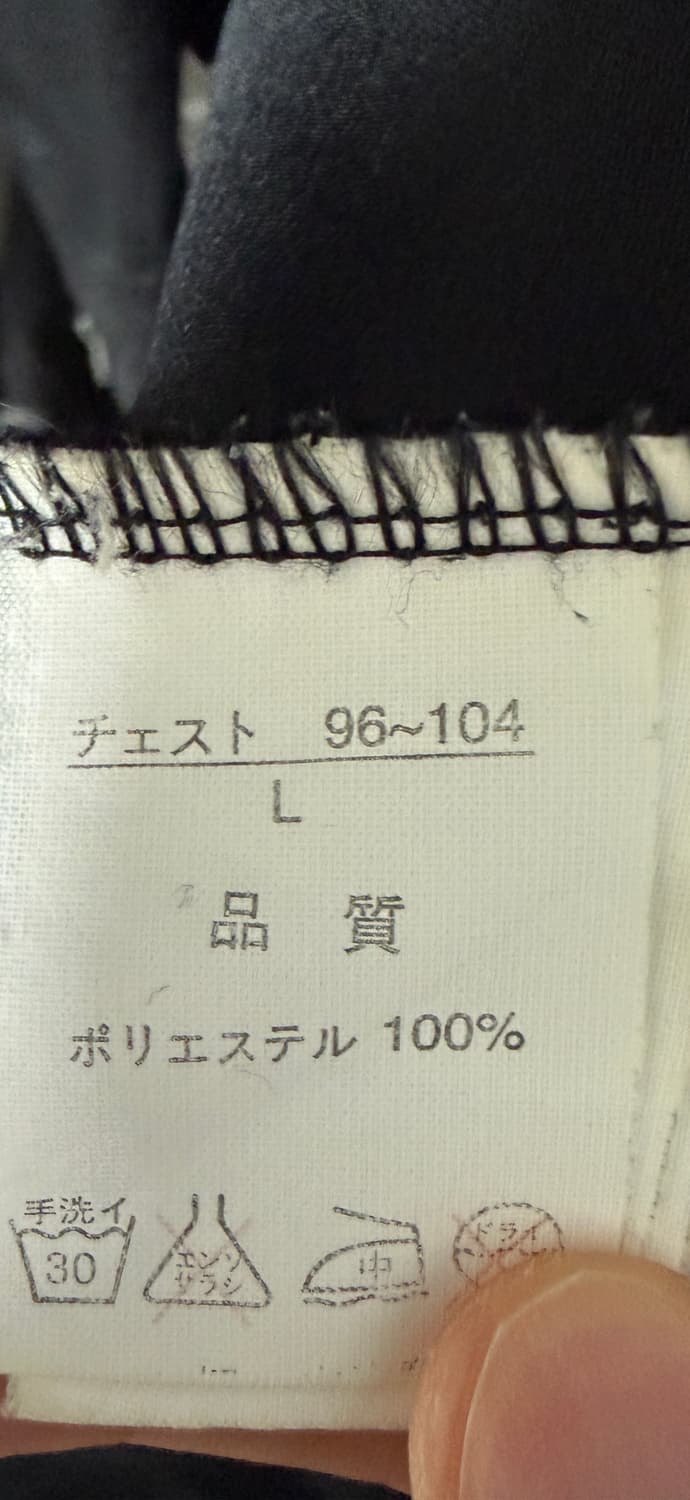 チェスト 96~104
L
品質
ポリエステル 100%
手洗イ
30
エンソ
サラシ
中
ドライ